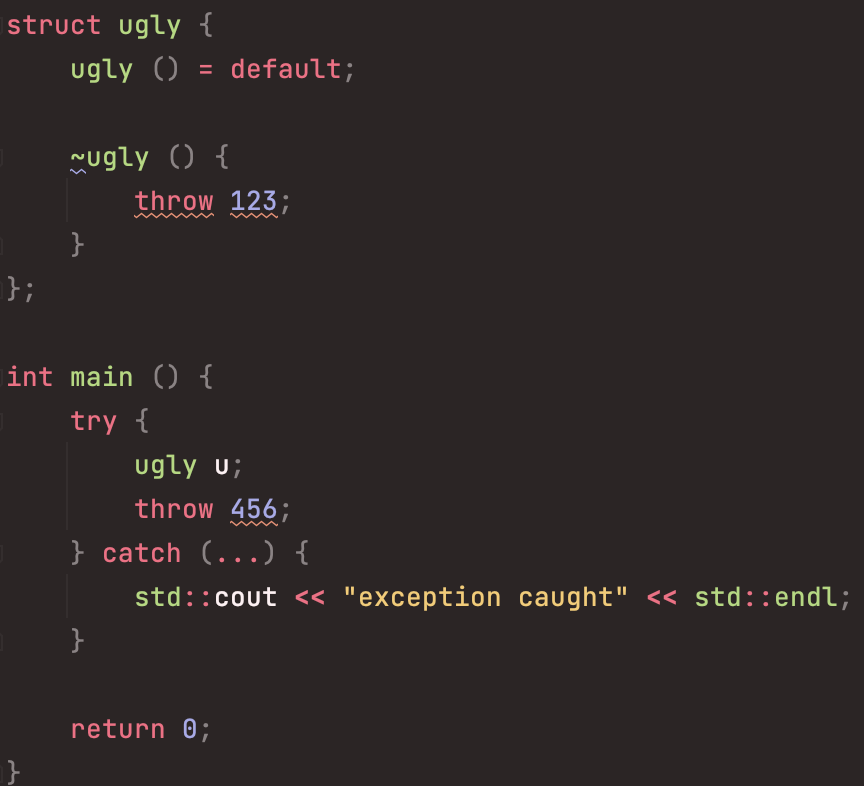 struct ugly {
    ugly () = default;

    ~ugly () {
        throw 123;
    }
};

int main () {
    try {
        ugly u;
        throw 456;
    } catch (...) {
        std::cout << "exception caught" << std::endl;
    }

    return 0;
}